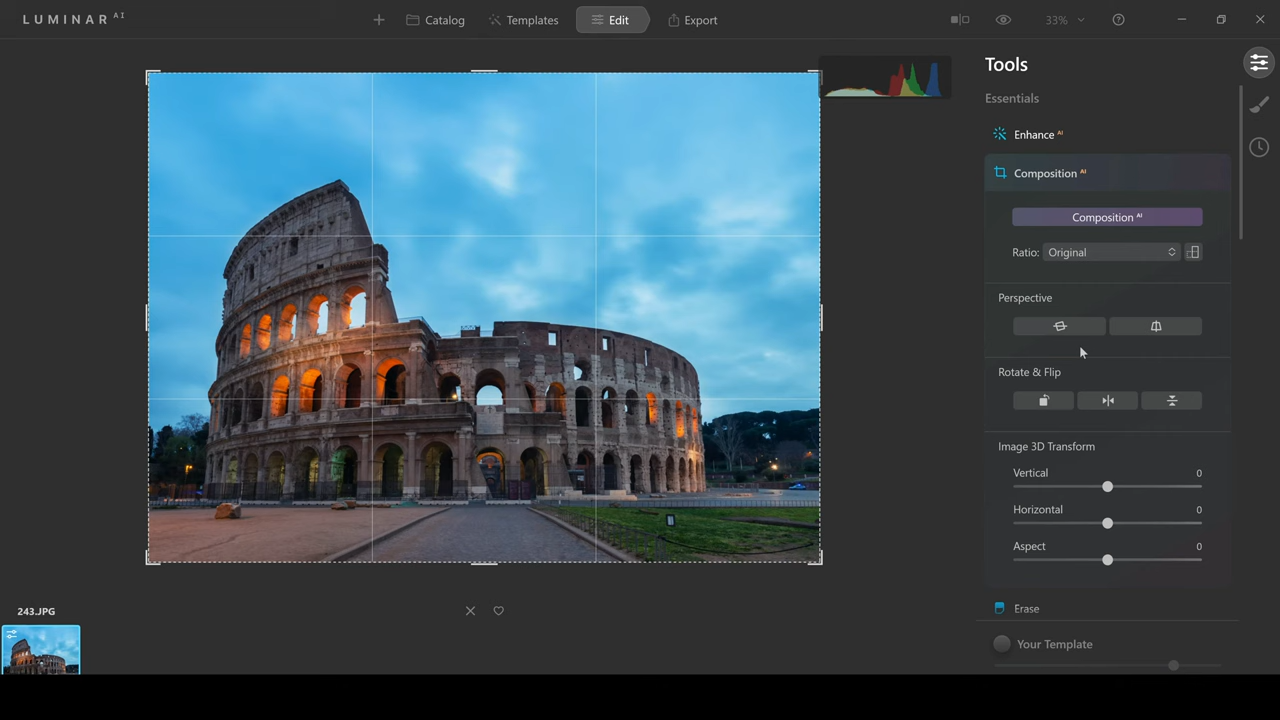 LUMINAR AI
Catalog
Templates
Edit
Export
33%
Tools
Essentials
Enhance AI
Composition AI
Composition AI
Ratio: Original
Perspective
Rotate & Flip
Image 3D Transform
Vertical 0
Horizontal 0
Aspect 0
Erase
Your Template
243.JPG